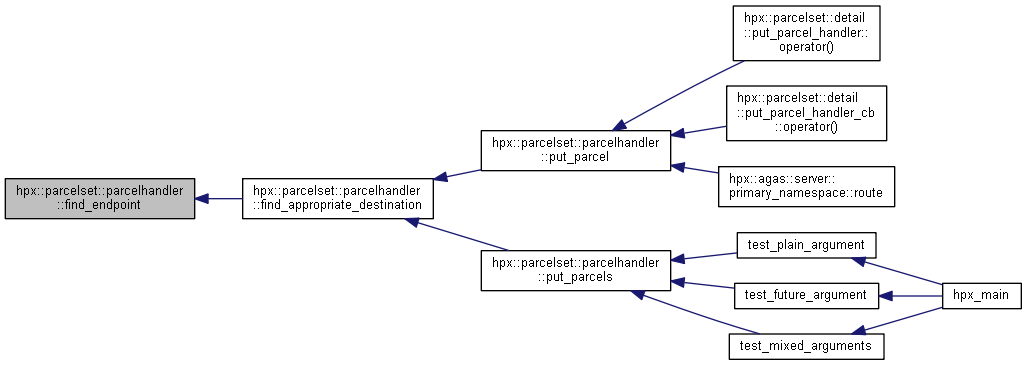 hpx::parcelset::parcelhandler
::find_endpoint
hpx::parcelset::parcelhandler
::find_appropriate_destination
hpx::parcelset::parcelhandler
::put_parcel
hpx::parcelset::detail
::put_parcel_handler::
operator()
hpx::parcelset::detail
::put_parcel_handler_cb
::operator()
hpx::agas::server::
primary_namespace::route
hpx::parcelset::parcelhandler
::put_parcels
test_plain_argument
test_future_argument
test_mixed_arguments
hpx_main